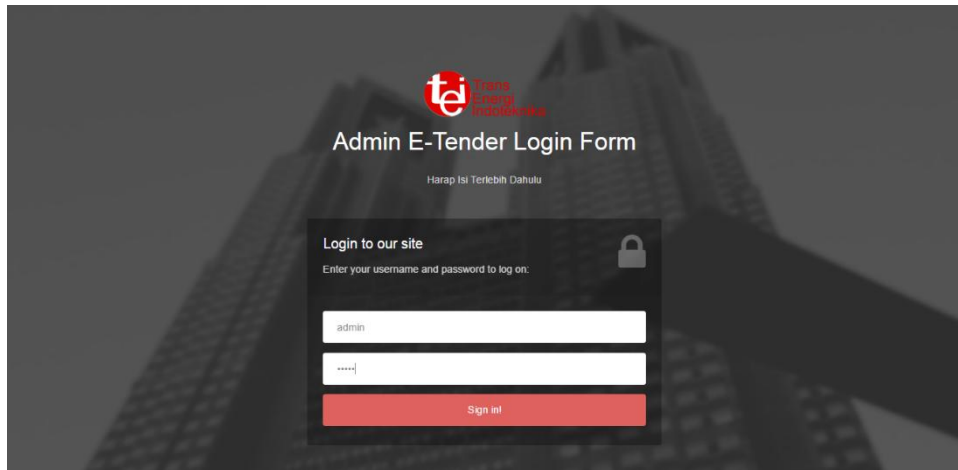 tei
Trans
Energi
Indoteknika
Admin E-Tender Login Form
Harap Isi Terlebih Dahulu
Login to our site
Enter your username and password to log on:
admin
•••••
Sign in!